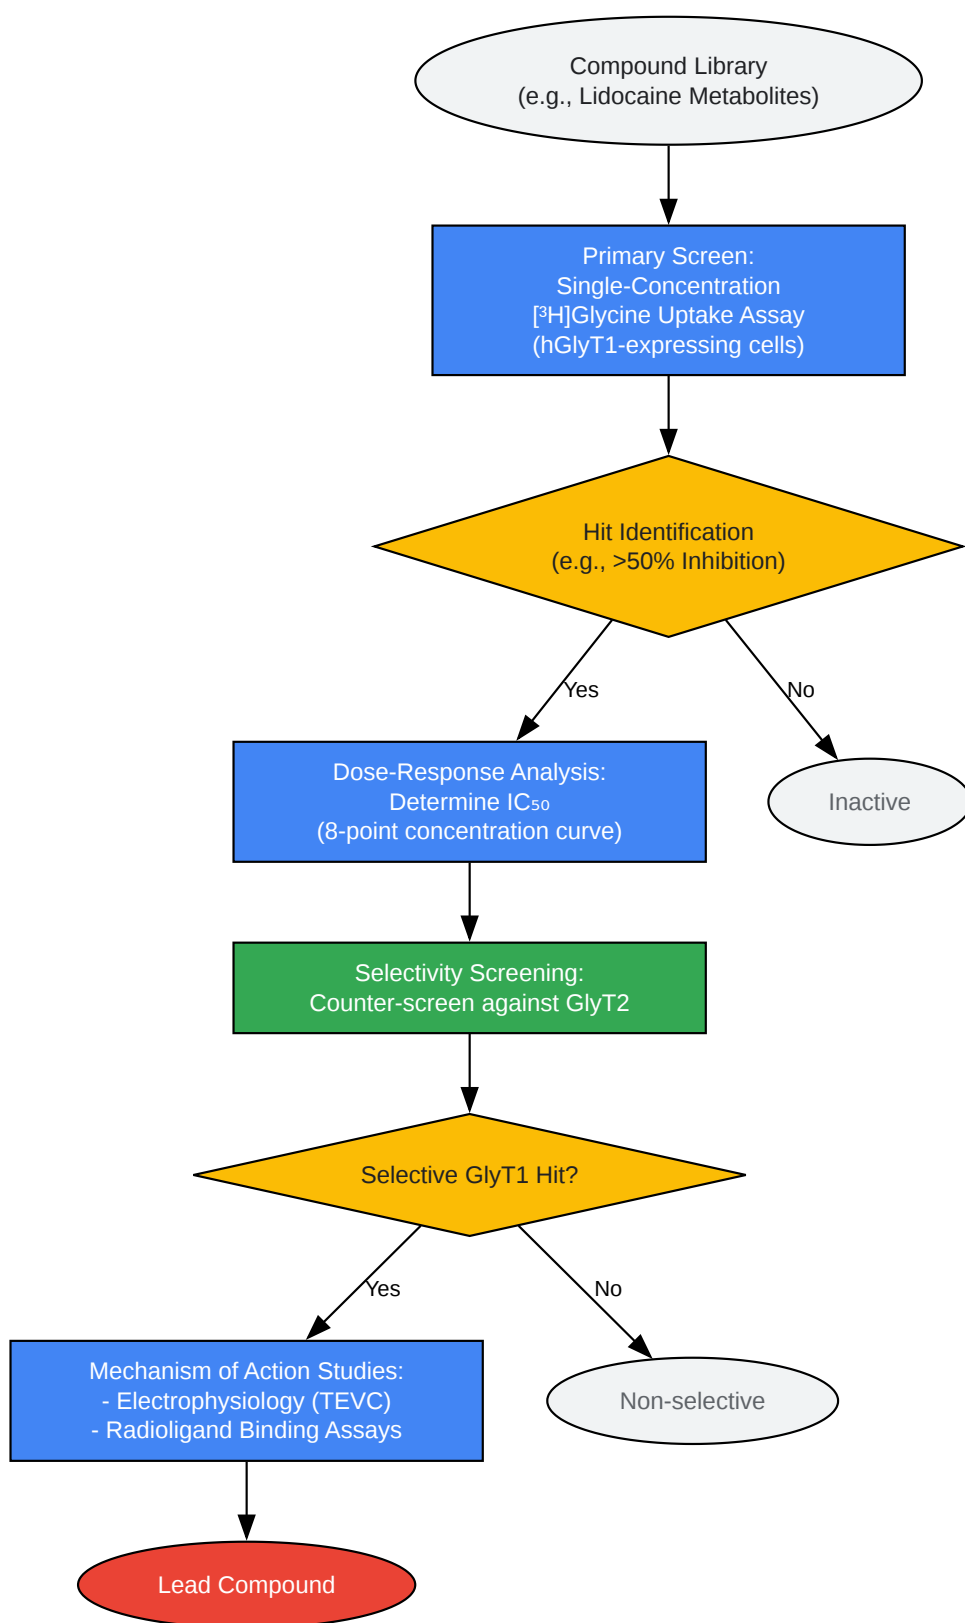 Compound Library
(e.g., Lidocaine Metabolites)
Primary Screen:
Single-Concentration
[³H]Glycine Uptake Assay
(hGlyT1-expressing cells)
Hit Identification
(e.g., >50% Inhibition)
Yes
No
Dose-Response Analysis:
Determine IC₅₀
(8-point concentration curve)
Inactive
Selectivity Screening:
Counter-screen against GlyT2
Selective GlyT1 Hit?
Yes
No
Mechanism of Action Studies:
- Electrophysiology (TEVC)
- Radioligand Binding Assays
Non-selective
Lead Compound